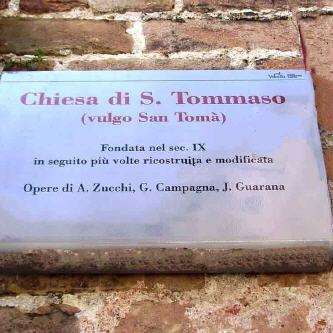 Chiesa di S. Tommaso
(vulgo San Tomà)
Fondata nel sec. IX
in seguito più volte ricostruita e modificata
Opere di A. Zucchi, G. Campagna, J. Guarana